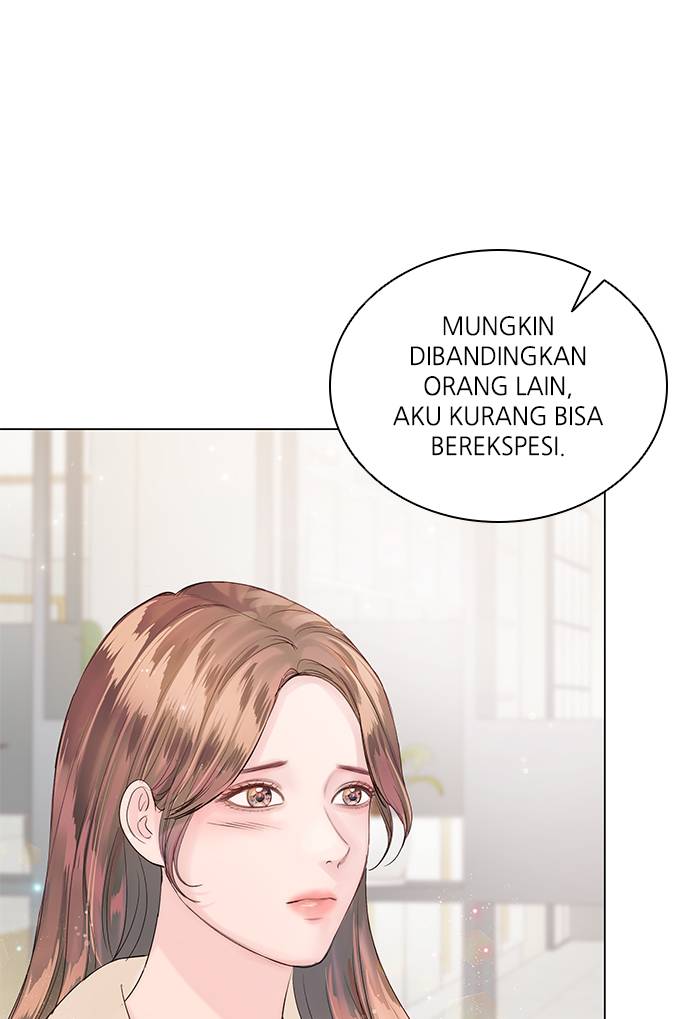 MUNGKIN
DIBANDINGKAN
ORANG LAIN,
AKU KURANG BISA
BEREKSPESI.